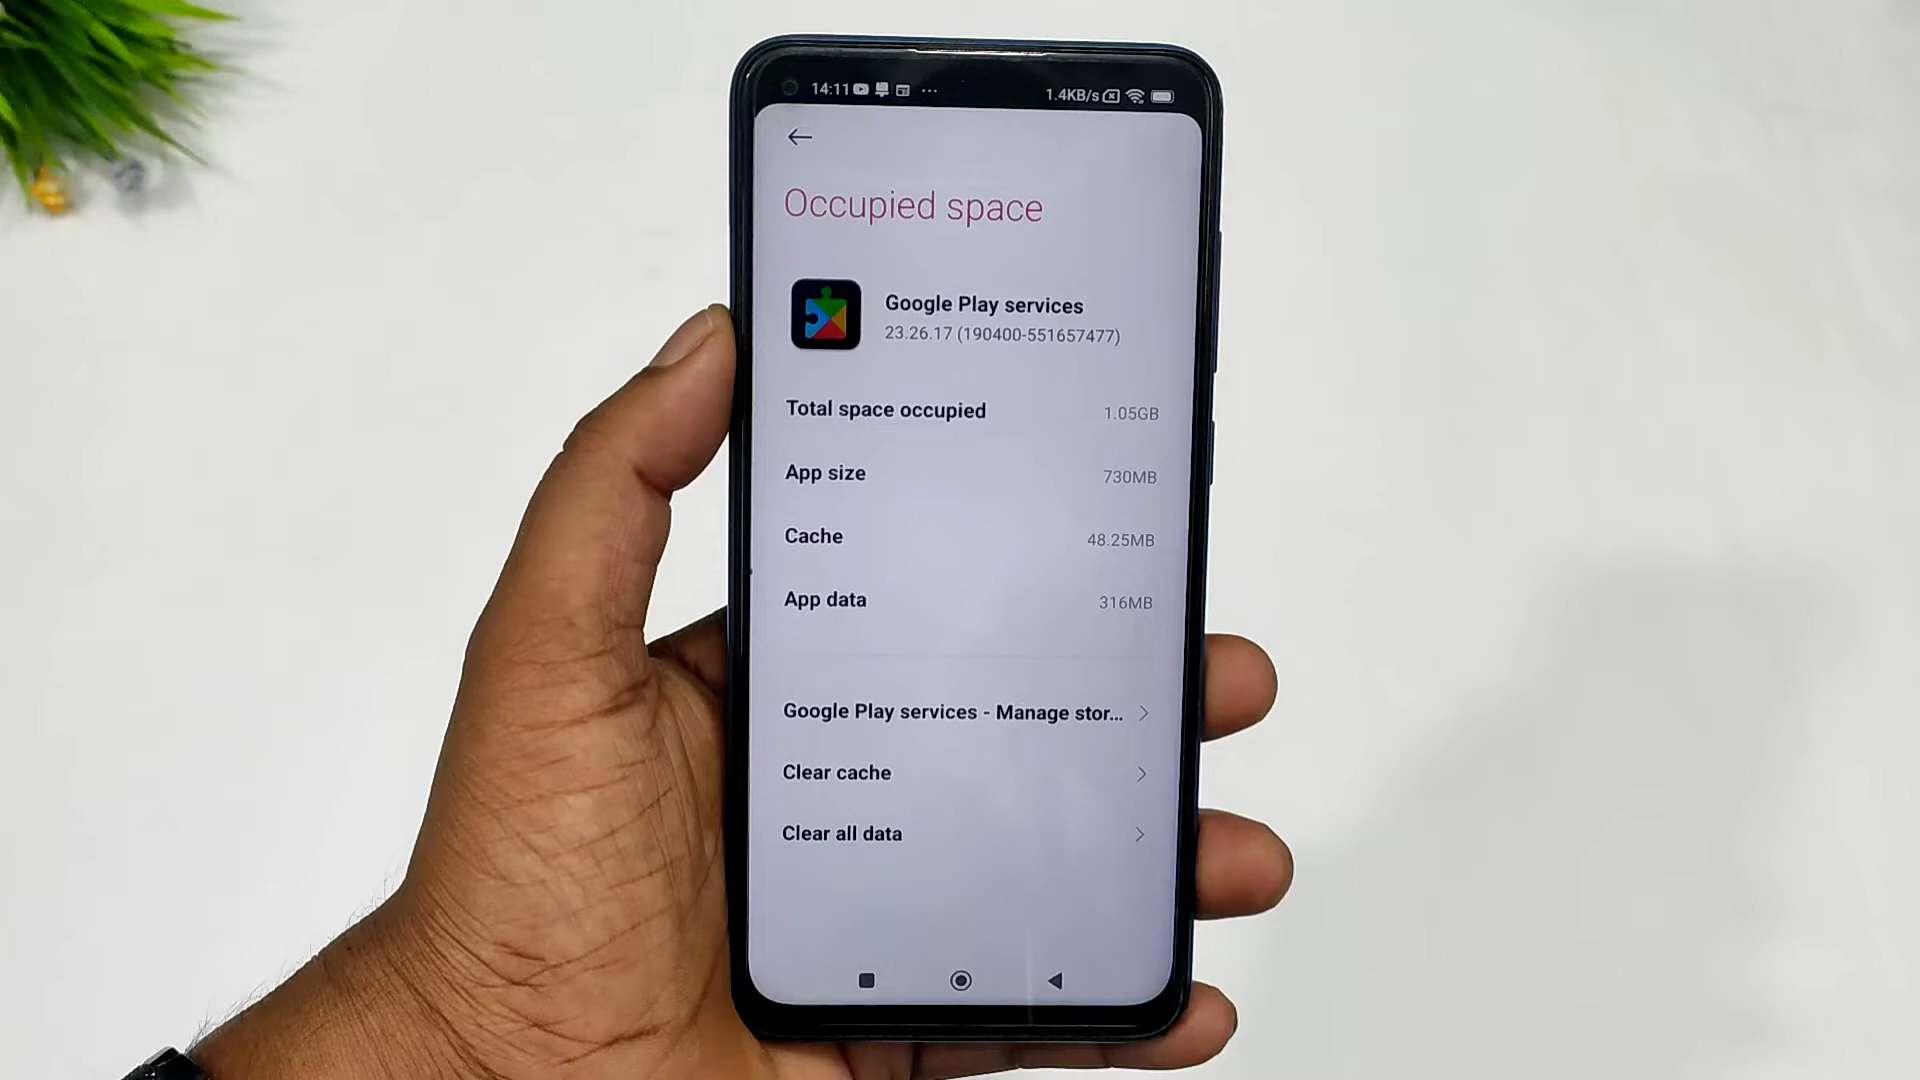 14:11
1.4KB/s
Occupied space
Google Play services
23.26.17 (190400-551657477)
Total space occupied 1.05GB
App size 730MB
Cache 48.25MB
App data 316MB
Google Play services - Manage stor...
Clear cache
Clear all data